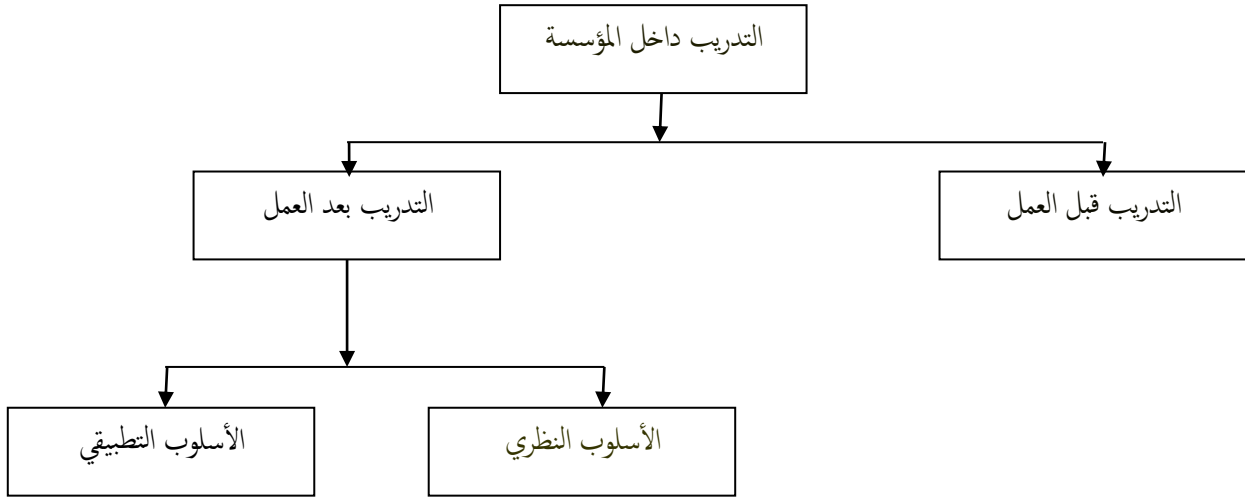 التدريب داخل المؤسسة
التدريب قبل العمل
التدريب بعد العمل
الأسلوب النظري
الأسلوب التطبيقي